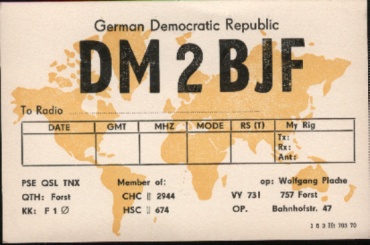 German Democratic Republic
DM 2 BJF
To Radio
DATE GMT MHZ MODE RS (T) My Rig
Tx:
Rx:
Ant:
PSE QSL TNX Member of: op: Wolfgang Plache
QTH: Forst CHC 2944 VY 731 757 Forst
KK: F 1 Ø HSC 674 OP. Bahnhofstr. 47